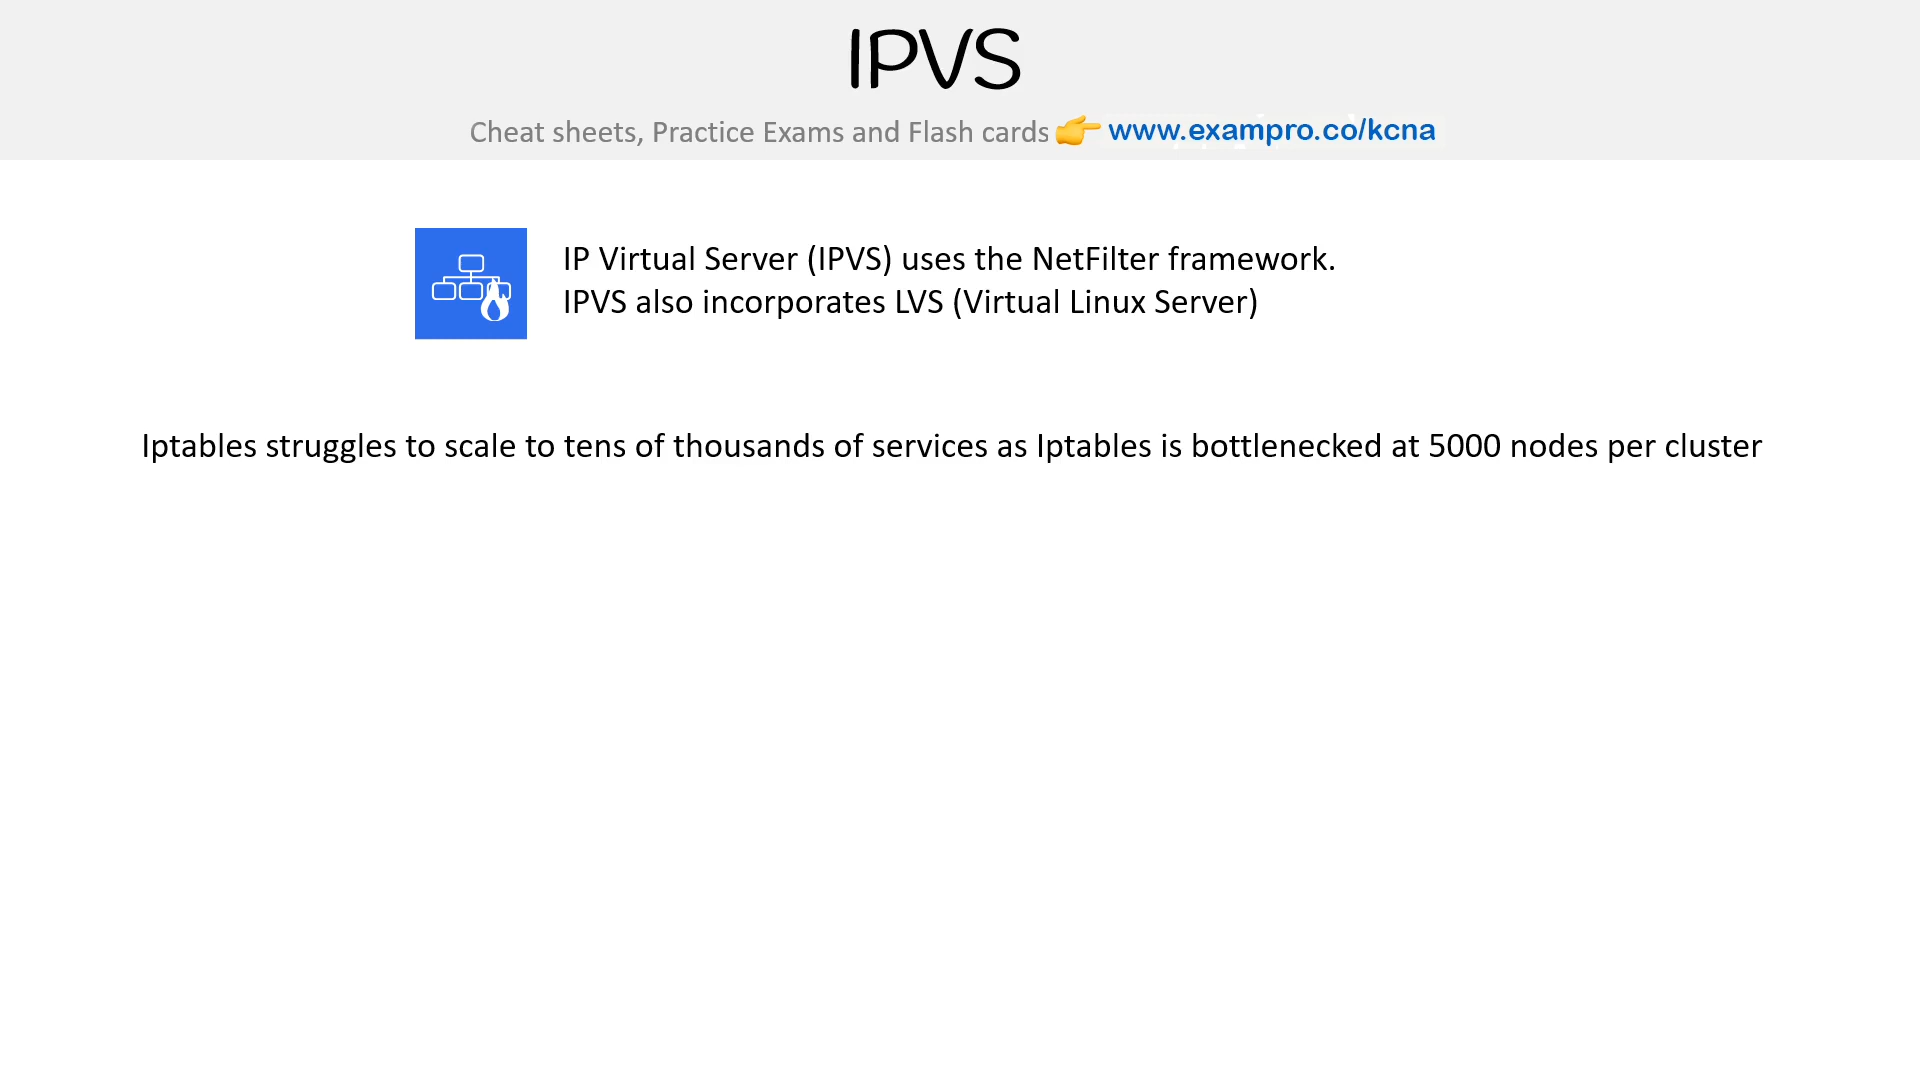 IPVS
Cheat sheets, Practice Exams and Flash cards 👉 www.exampro.co/kcna
IP Virtual Server (IPVS) uses the NetFilter framework.
IPVS also incorporates LVS (Virtual Linux Server)
Iptables struggles to scale to tens of thousands of services as Iptables is bottlenecked at 5000 nodes per cluster